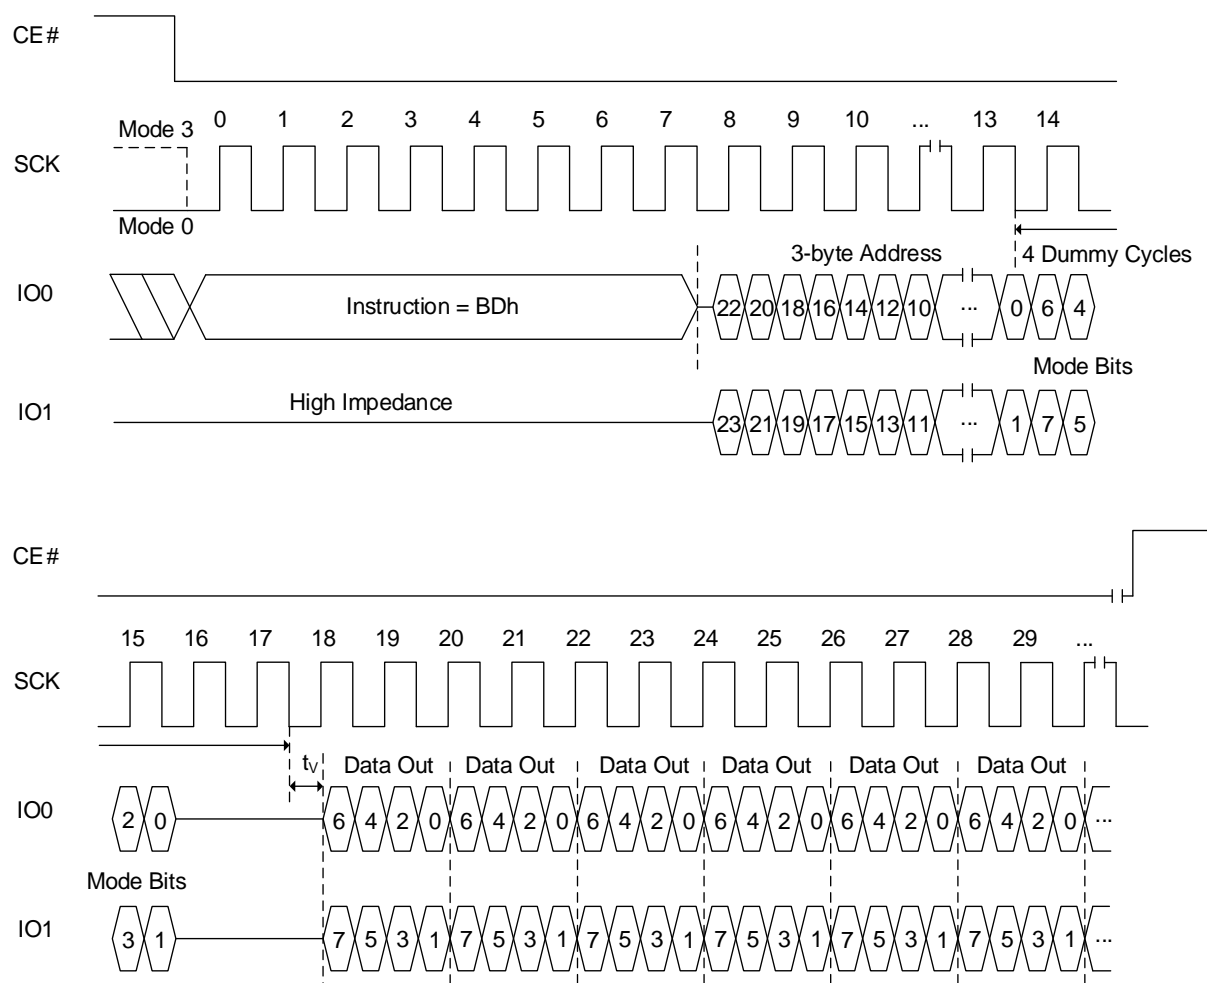 CE#
Mode 3
0 1 2 3 4 5 6 7 8 9 10 ... 13 14
SCK
Mode 0
3-byte Address
4 Dummy Cycles
IO0
Instruction = BDh
22 20 18 16 14 12 10 ... 0 6 4
Mode Bits
IO1
High Impedance
23 21 19 17 15 13 11 ... 1 7 5
CE#
15 16 17 18 19 20 21 22 23 24 25 26 27 28 29 ...
SCK
tV
Data Out Data Out Data Out Data Out Data Out Data Out
IO0
2 0 6 4 2 0 6 4 2 0 6 4 2 0 6 4 2 0 6 4 2 0 6 4 2 0 ...
Mode Bits
IO1
3 1 7 5 3 1 7 5 3 1 7 5 3 1 7 5 3 1 7 5 3 1 7 5 3 1 ...